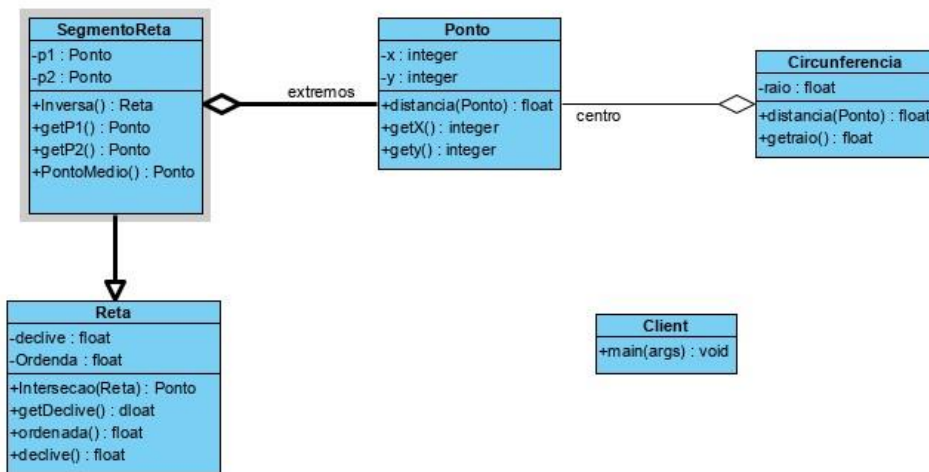 SegmentoReta
-p1 : Ponto
-p2 : Ponto
+Inversa() : Reta
+getP1() : Ponto
+getP2() : Ponto
+PontoMedio() : Ponto
extremos
Ponto
-x : integer
-y : integer
+distancia(Ponto) : float
+getX() : integer
+gety() : integer
centro
Circunferencia
-raio : float
+distancia(Ponto) : float
+getraio() : float
Reta
-declive : float
-Ordenda : float
+Intersecao(Reta) : Ponto
+getDeclive() : dloat
+ordenada() : float
+declive() : float
Client
+main(args) : void